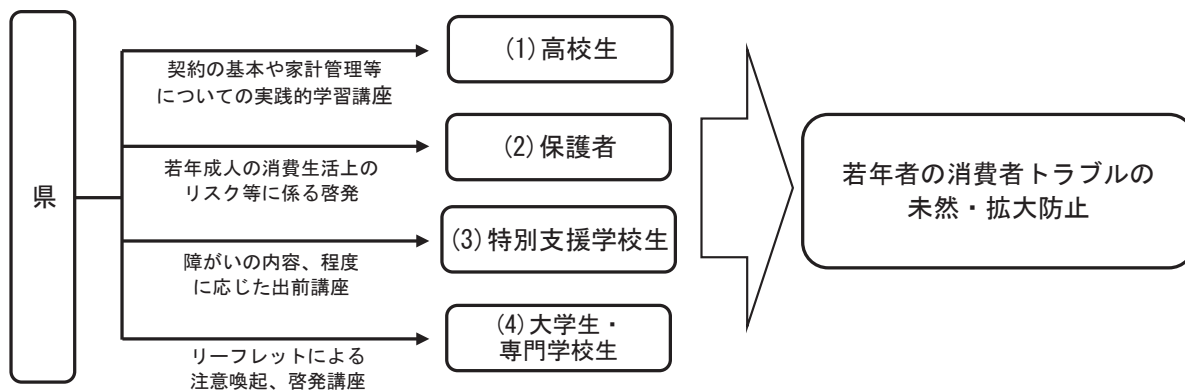 県
契約の基本や家計管理等
についての実践的学習講座
(1)高校生
若年成人の消費生活上の
リスク等に係る啓発
(2)保護者
障がいの内容、程度
に応じた出前講座
(3)特別支援学校生
リーフレットによる
注意喚起、啓発講座
(4)大学生・
専門学校生
若年者の消費者トラブルの
未然・拡大防止